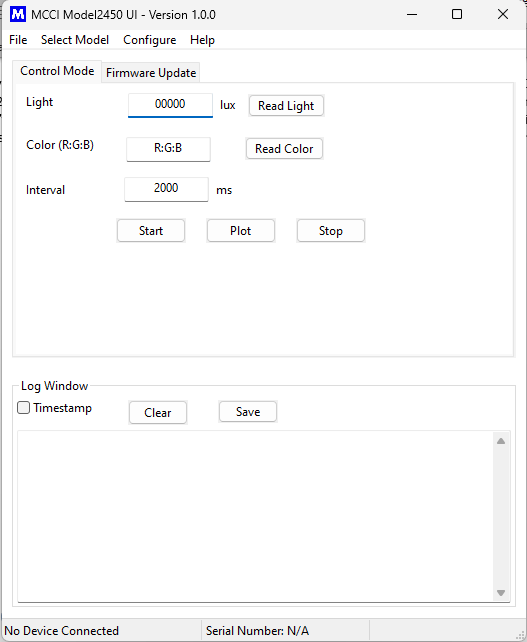 M MCCI Model2450 UI - Version 1.0.0
File Select Model Configure Help
Control Mode Firmware Update
Light 00000 lux Read Light
Color (R:G:B) R:G:B Read Color
Interval 2000 ms
Start Plot Stop
Log Window
Timestamp Clear Save
No Device Connected Serial Number: N/A